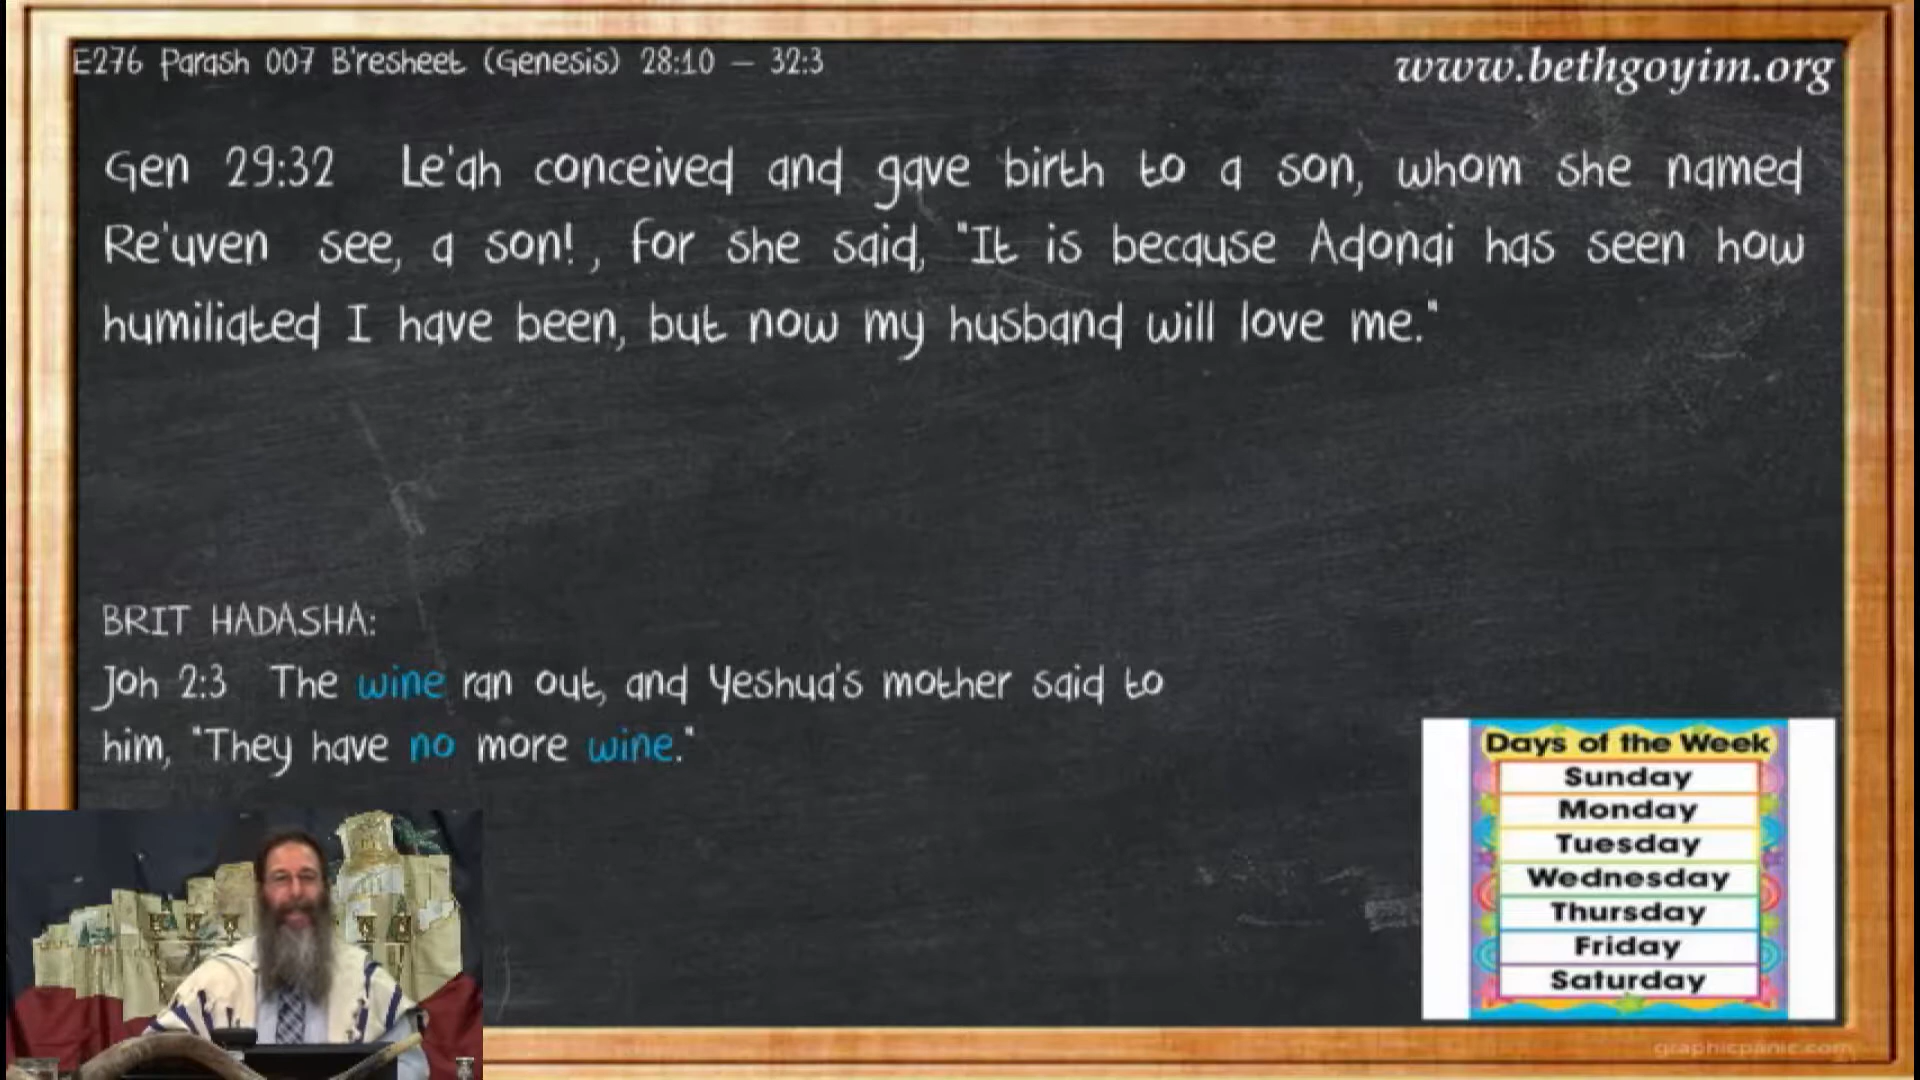 E276 Parash 007 B'resheet (Genesis) 28:10 – 32:3
www.bethgoyim.org
Gen 29:32 Le'ah conceived and gave birth to a son, whom she named
Re'uven see, a son! , for she said, "It is because Adonai has seen how
humiliated I have been, but now my husband will love me."
BRIT HADASHA:
Joh 2:3 The wine ran out, and Yeshua's mother said to
him, "They have no more wine."
Days of the Week
Sunday
Monday
Tuesday
Wednesday
Thursday
Friday
Saturday
graphicpanic.com